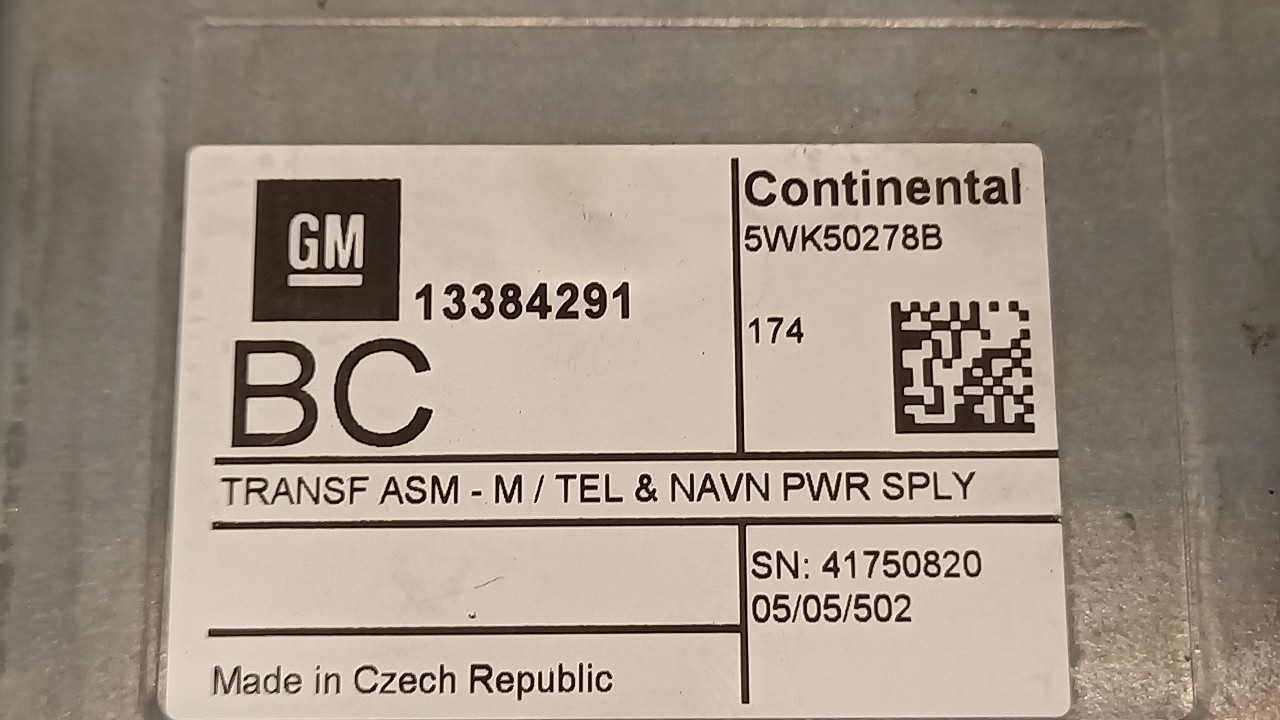 GM
13384291
BC
Continental
5WK50278B
174
TRANSF ASM - M / TEL & NAVN PWR SPLY
SN: 41750820
05/05/502
Made in Czech Republic